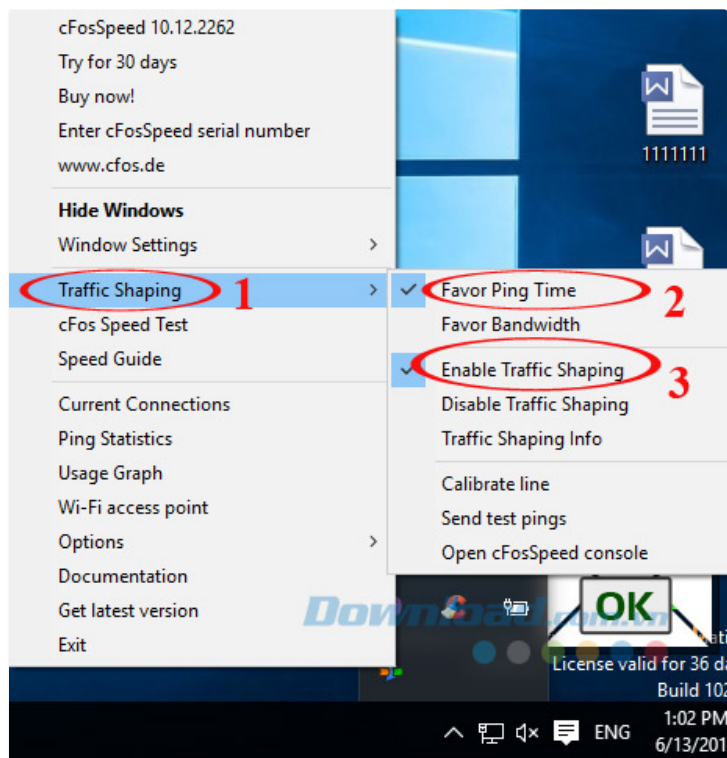 cFosSpeed 10.12.2262
Try for 30 days
Buy now!
Enter cFosSpeed serial number
www.cfos.de
Hide Windows
Window Settings
Traffic Shaping 1
cFos Speed Test
Speed Guide
Current Connections
Ping Statistics
Usage Graph
Wi-Fi access point
Options
Documentation
Get latest version
Exit
Favor Ping Time 2
Favor Bandwidth
Enable Traffic Shaping 3
Disable Traffic Shaping
Traffic Shaping Info
Calibrate line
Send test pings
Open cFosSpeed console
1111111
Download.com.vn
OK
License valid for 36 da
Build 102
ENG
1:02 PM
6/13/201